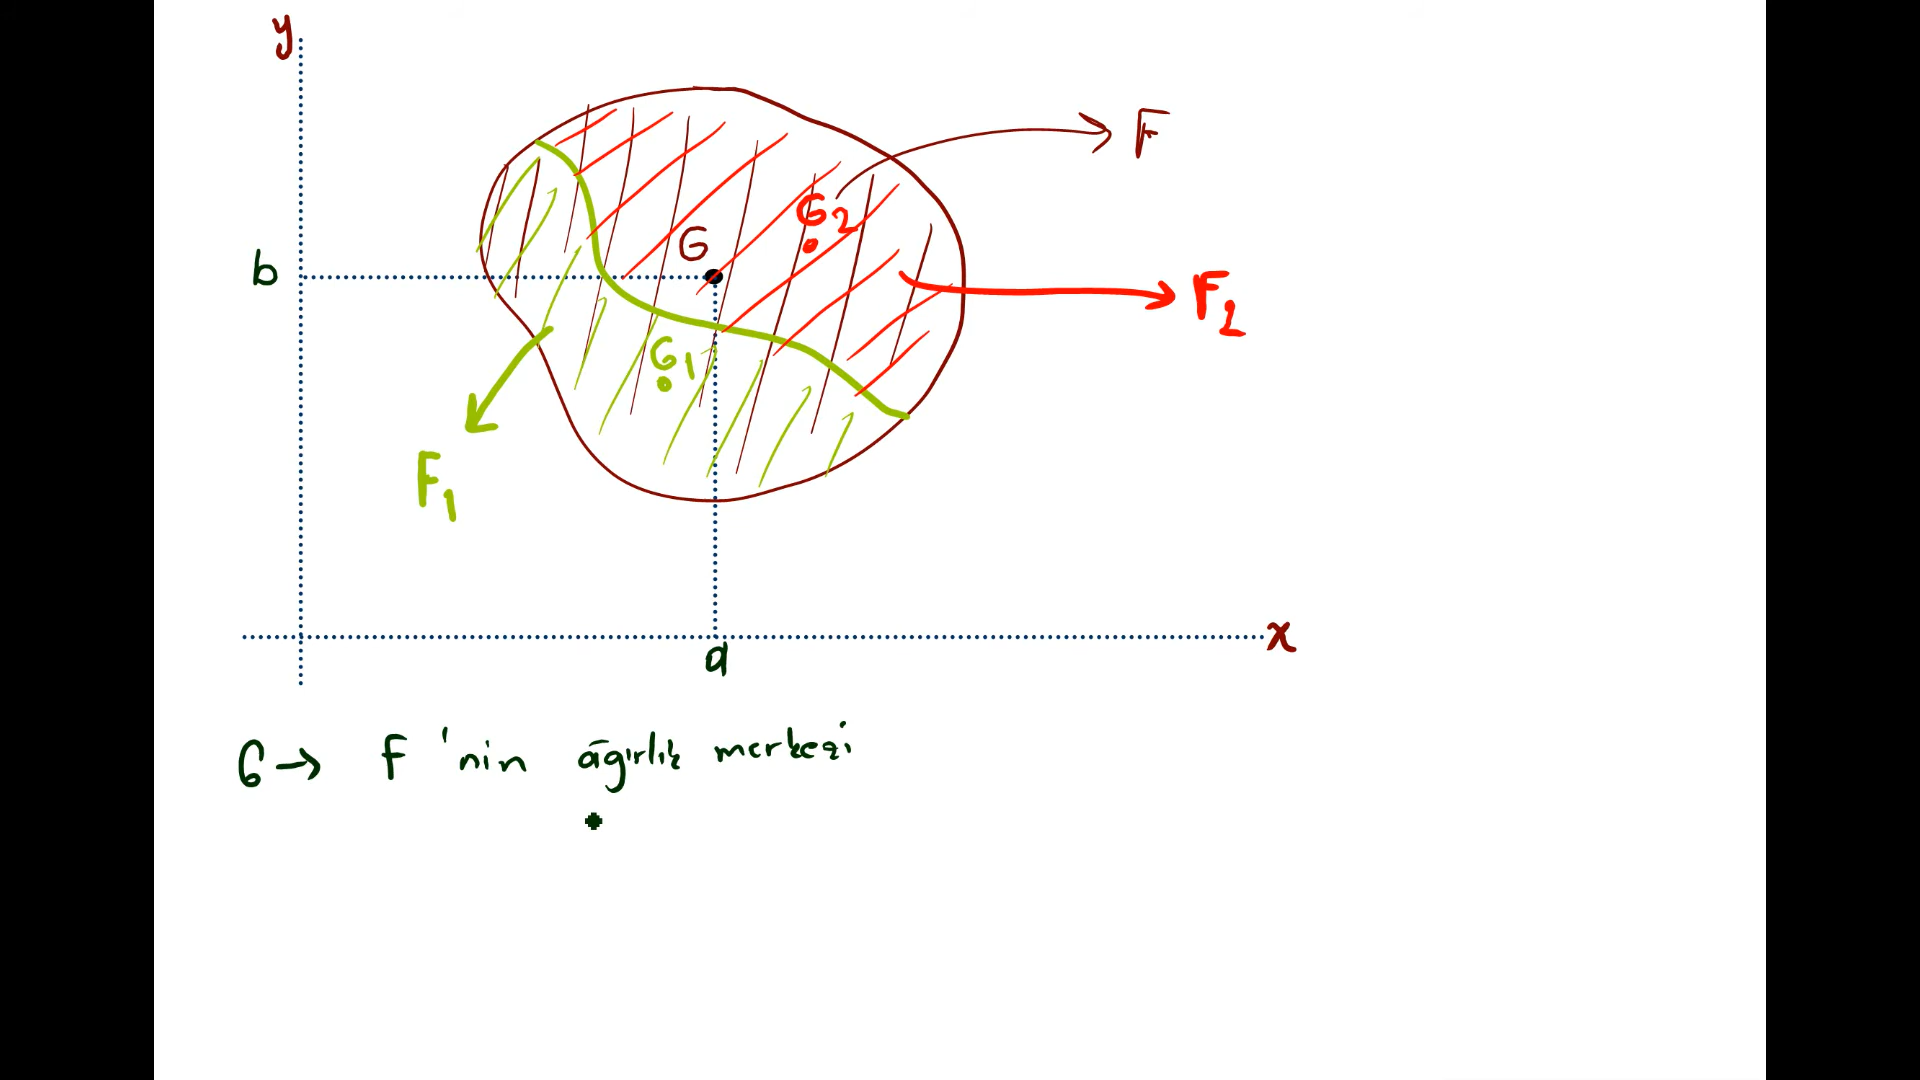 y
F
G2
G
b
F2
G1
F1
x
a
G → F 'nin ağırlık merkezi